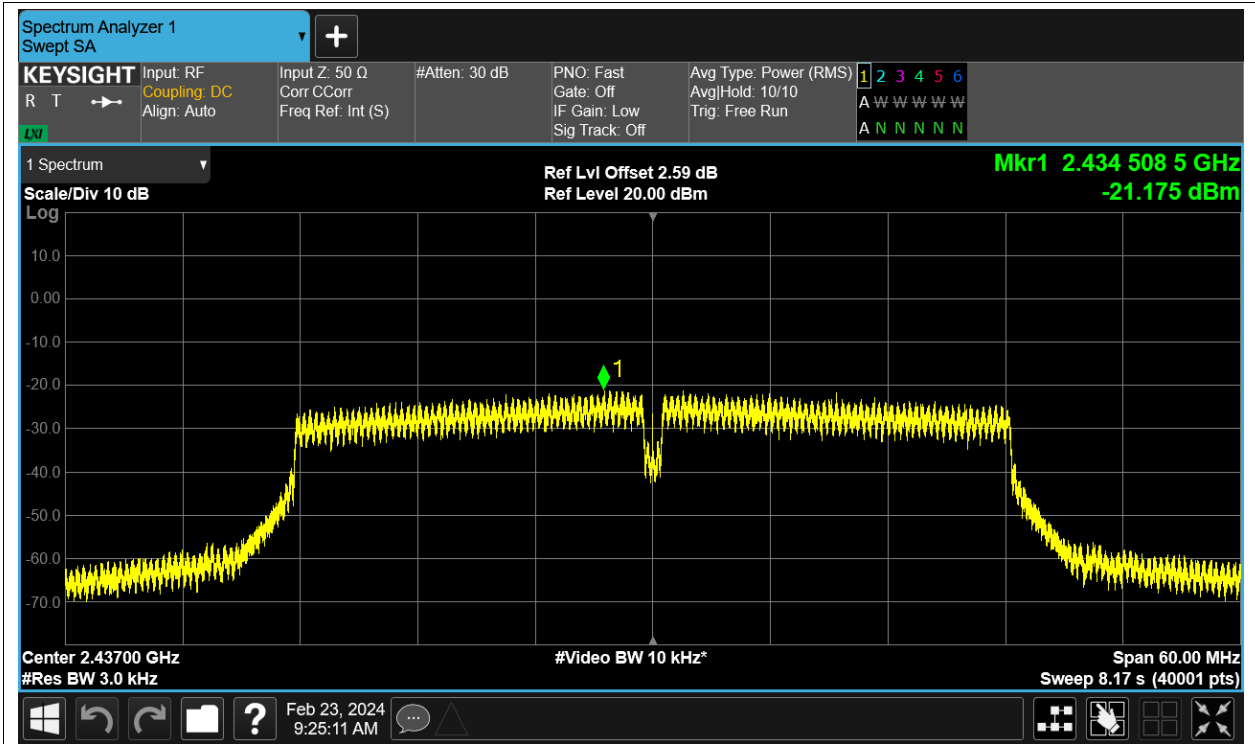 Spectrum Analyzer 1
Swept SA
KEYSIGHT
R T
LXI
Input: RF
Coupling: DC
Align: Auto
Input Z: 50 Ω
Corr CCorr
Freq Ref: Int (S)
#Atten: 30 dB
PNO: Fast
Gate: Off
IF Gain: Low
Sig Track: Off
Avg Type: Power (RMS)
Avg|Hold: 10/10
Trig: Free Run
1 2 3 4 5 6
A W W W W W
A N N N N N
1 Spectrum
Scale/Div 10 dB
Log
Ref Lvl Offset 2.59 dB
Ref Level 20.00 dBm
Mkr1 2.434 508 5 GHz
-21.175 dBm
10.0
0.00
-10.0
-20.0
-30.0
-40.0
-50.0
-60.0
-70.0
1
Center 2.43700 GHz
#Res BW 3.0 kHz
#Video BW 10 kHz*
Span 60.00 MHz
Sweep 8.17 s (40001 pts)
?
Feb 23, 2024
9:25:11 AM